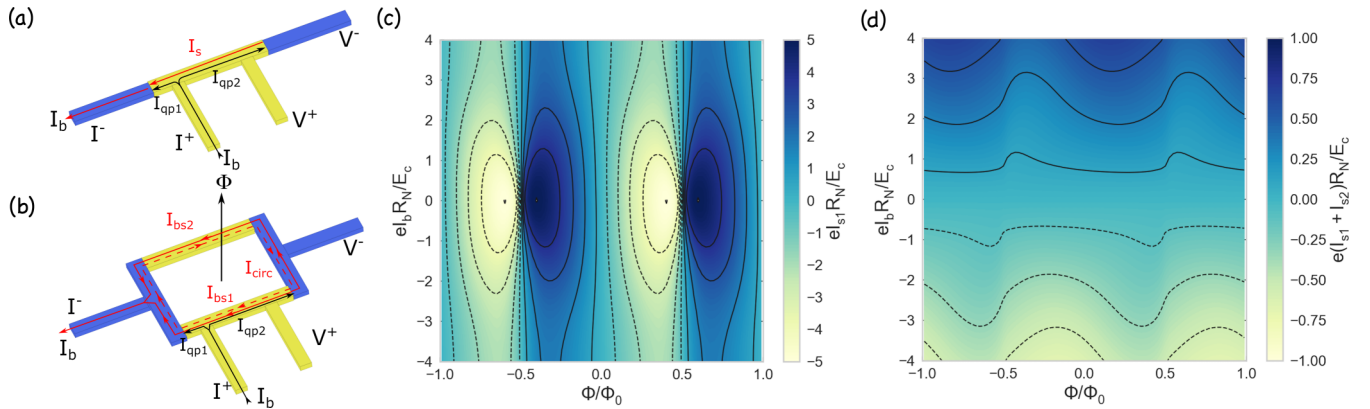 (a)
I_s
V⁻
I_qp2
I_qp1
I_b
I⁻
I⁺
V⁺
I_b
Φ
(b)
I_bs2
V⁻
I_circ
I_bs1
I⁻
I_qp1
I_qp2
V⁺
I_b
I⁺
I_b
(c)
eI_bR_N/E_c
4
3
2
1
0
−1
−2
−3
−4
−1.0
−0.5
0.0
0.5
1.0
Φ/Φ₀
5
4
3
2
1
0
−1
−2
−3
−4
−5
eI_s1R_N/E_c
(d)
eI_bR_N/E_c
4
3
2
1
0
−1
−2
−3
−4
−1.0
−0.5
0.0
0.5
1.0
Φ/Φ₀
1.00
0.75
0.50
0.25
0.00
−0.25
−0.50
−0.75
−1.00
e(I_s1 + I_s2)R_N/E_c